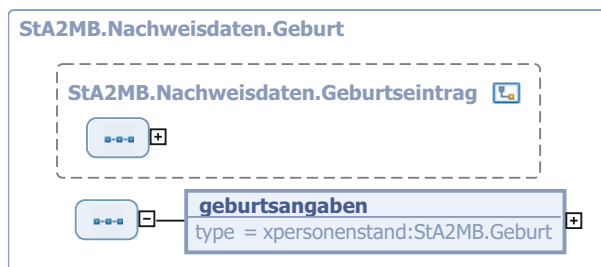 StA2MB.Nachweisdaten.Geburt
StA2MB.Nachweisdaten.Geburtseintrag
geburtsangaben
type = xpersonenstand:StA2MB.Geburt